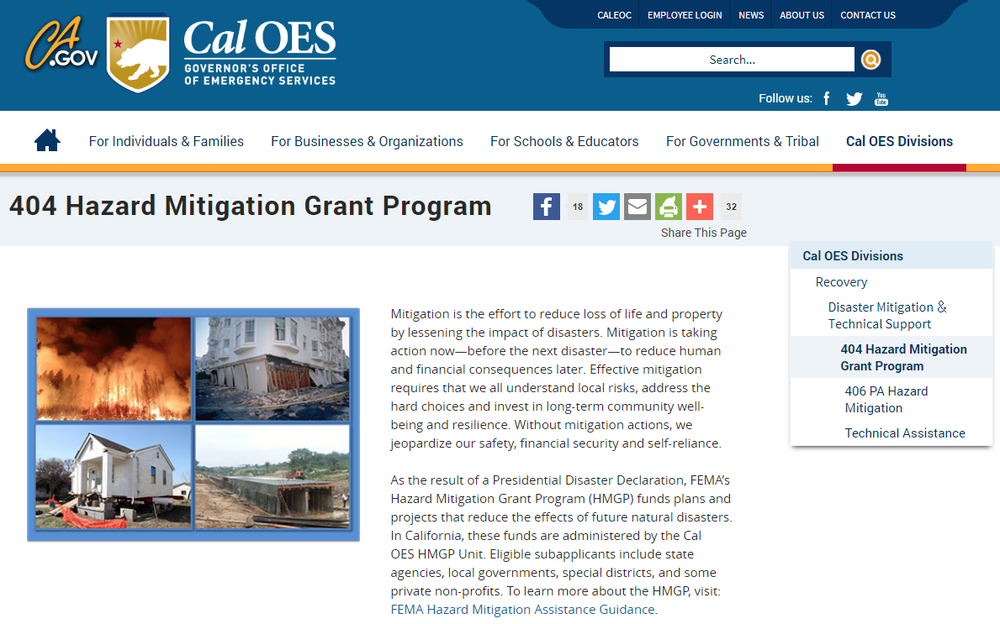 CALEOC EMPLOYEE LOGIN NEWS ABOUT US CONTACT US
CA.GOV
Cal OES
GOVERNOR'S OFFICE
OF EMERGENCY SERVICES
Search...
Follow us:
You
Tube
For Individuals & Families For Businesses & Organizations For Schools & Educators For Governments & Tribal Cal OES Divisions
404 Hazard Mitigation Grant Program
18
32
Share This Page
Cal OES Divisions
Recovery
Disaster Mitigation &
Technical Support
404 Hazard Mitigation
Grant Program
406 PA Hazard
Mitigation
Technical Assistance
Mitigation is the effort to reduce loss of life and property
by lessening the impact of disasters. Mitigation is taking
action now—before the next disaster—to reduce human
and financial consequences later. Effective mitigation
requires that we all understand local risks, address the
hard choices and invest in long-term community well-
being and resilience. Without mitigation actions, we
jeopardize our safety, financial security and self-reliance.
As the result of a Presidential Disaster Declaration, FEMA's
Hazard Mitigation Grant Program (HMGP) funds plans and
projects that reduce the effects of future natural disasters.
In California, these funds are administered by the Cal
OES HMGP Unit. Eligible subapplicants include state
agencies, local governments, special districts, and some
private non-profits. To learn more about the HMGP, visit:
FEMA Hazard Mitigation Assistance Guidance.